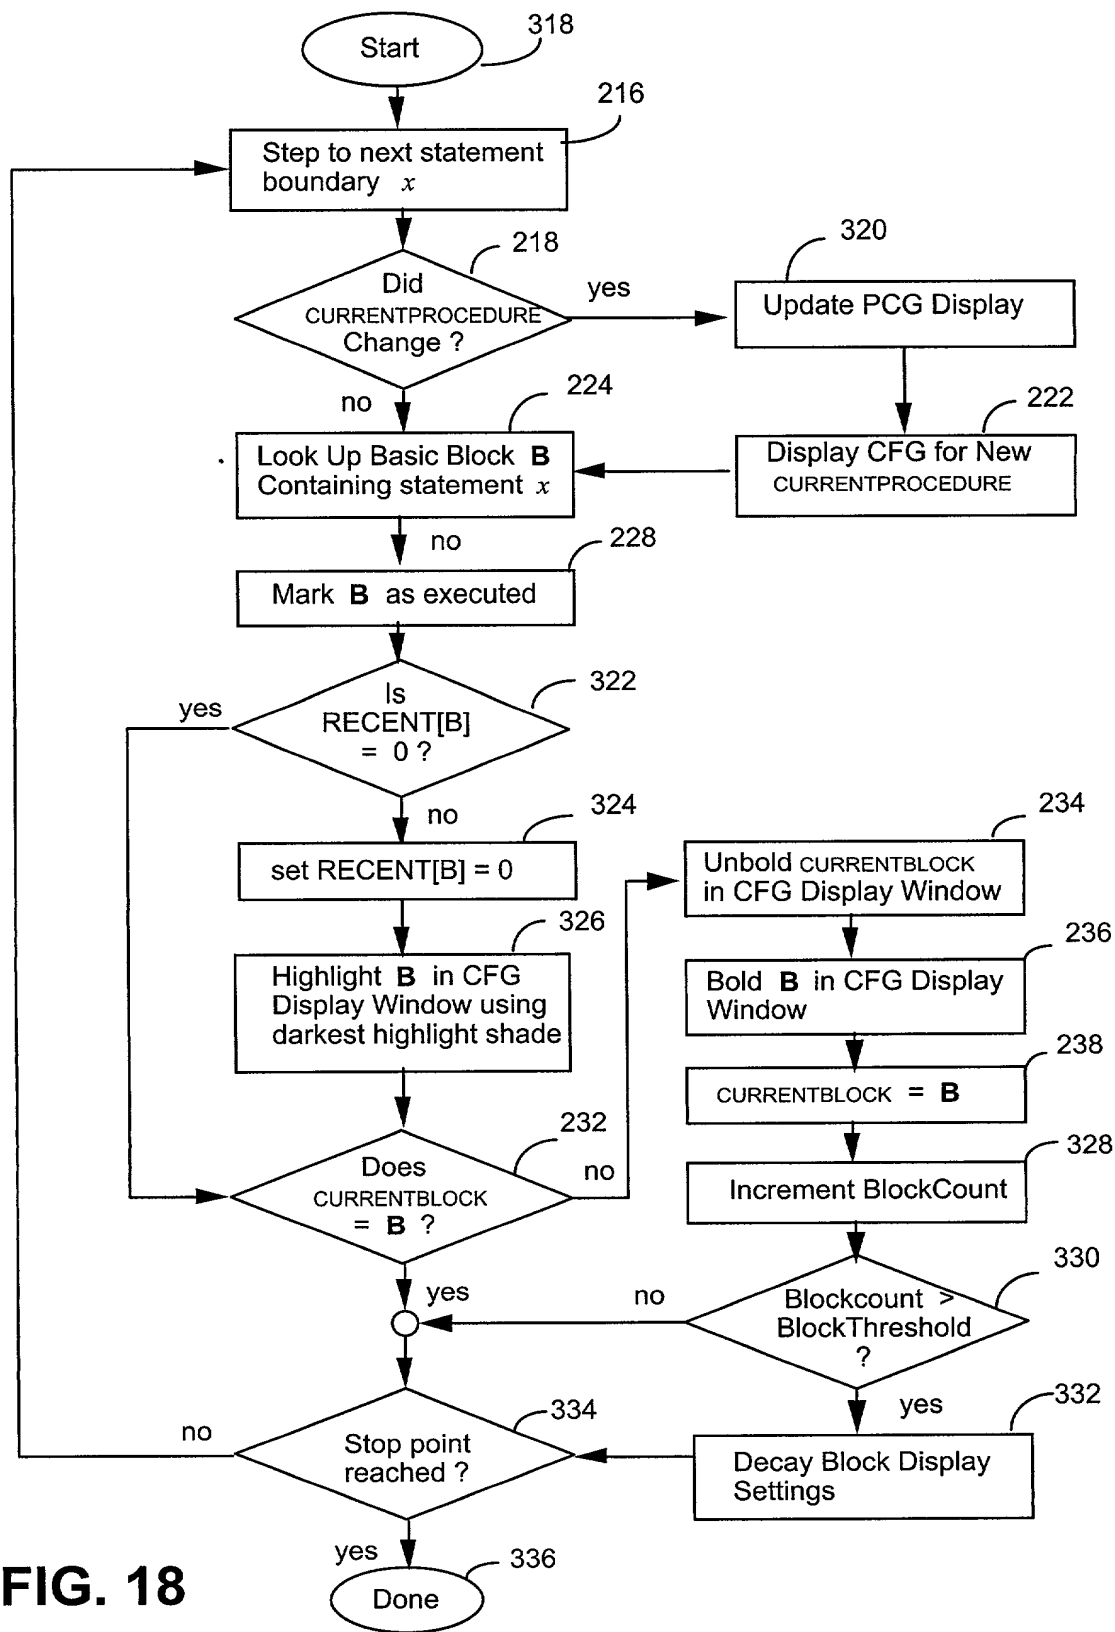 Start
318
216
Step to next statement
boundary x
218
Did
CURRENTPROCEDURE
Change ?
yes
320
Update PCG Display
no
224
222
Look Up Basic Block B
Containing statement x
Display CFG for New
CURRENTPROCEDURE
no
228
Mark B as executed
322
Is
RECENT[B]
= 0 ?
yes
no
324
set RECENT[B] = 0
326
Highlight B in CFG
Display Window using
darkest highlight shade
232
Does
CURRENTBLOCK
= B ?
no
yes
234
Unbold CURRENTBLOCK
in CFG Display Window
236
Bold B in CFG Display
Window
238
CURRENTBLOCK = B
328
Increment BlockCount
330
Blockcount >
BlockThreshold
?
no
yes
332
Decay Block Display
Settings
334
Stop point
reached ?
no
yes
336
Done
FIG. 18